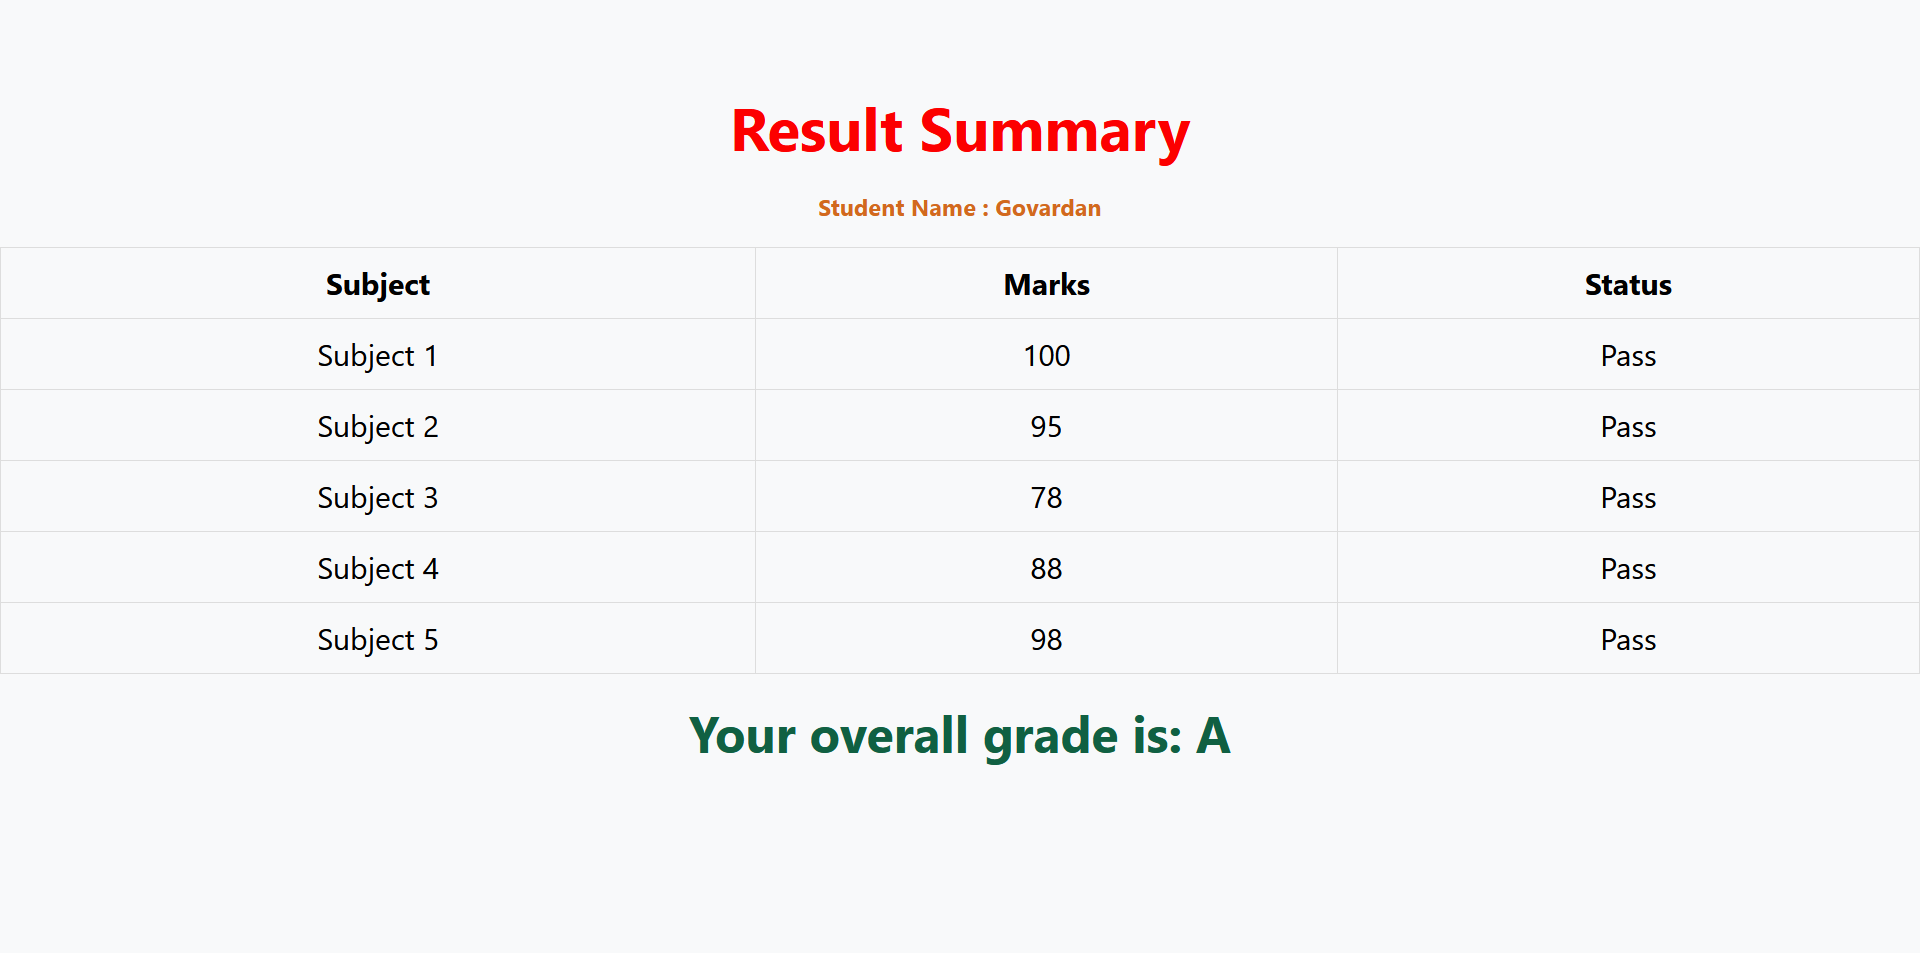 Result Summary
Student Name : Govardan
Subject Marks Status
Subject 1 100 Pass
Subject 2 95 Pass
Subject 3 78 Pass
Subject 4 88 Pass
Subject 5 98 Pass
Your overall grade is: A